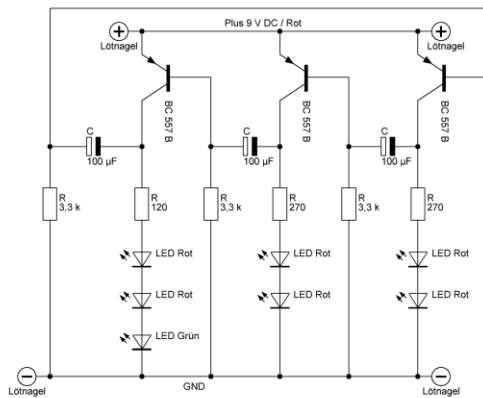 Plus 9 V DC / Rot
Lötnagel
Lötnagel
BC 557 B
BC 557 B
BC 557 B
C
100 µF
C
100 µF
C
100 µF
R
3,3 k
R
120
R
3,3 k
R
270
R
3,3 k
R
270
LED Rot
LED Rot
LED Rot
LED Rot
LED Rot
LED Rot
LED Grün
GND
Lötnagel
Lötnagel